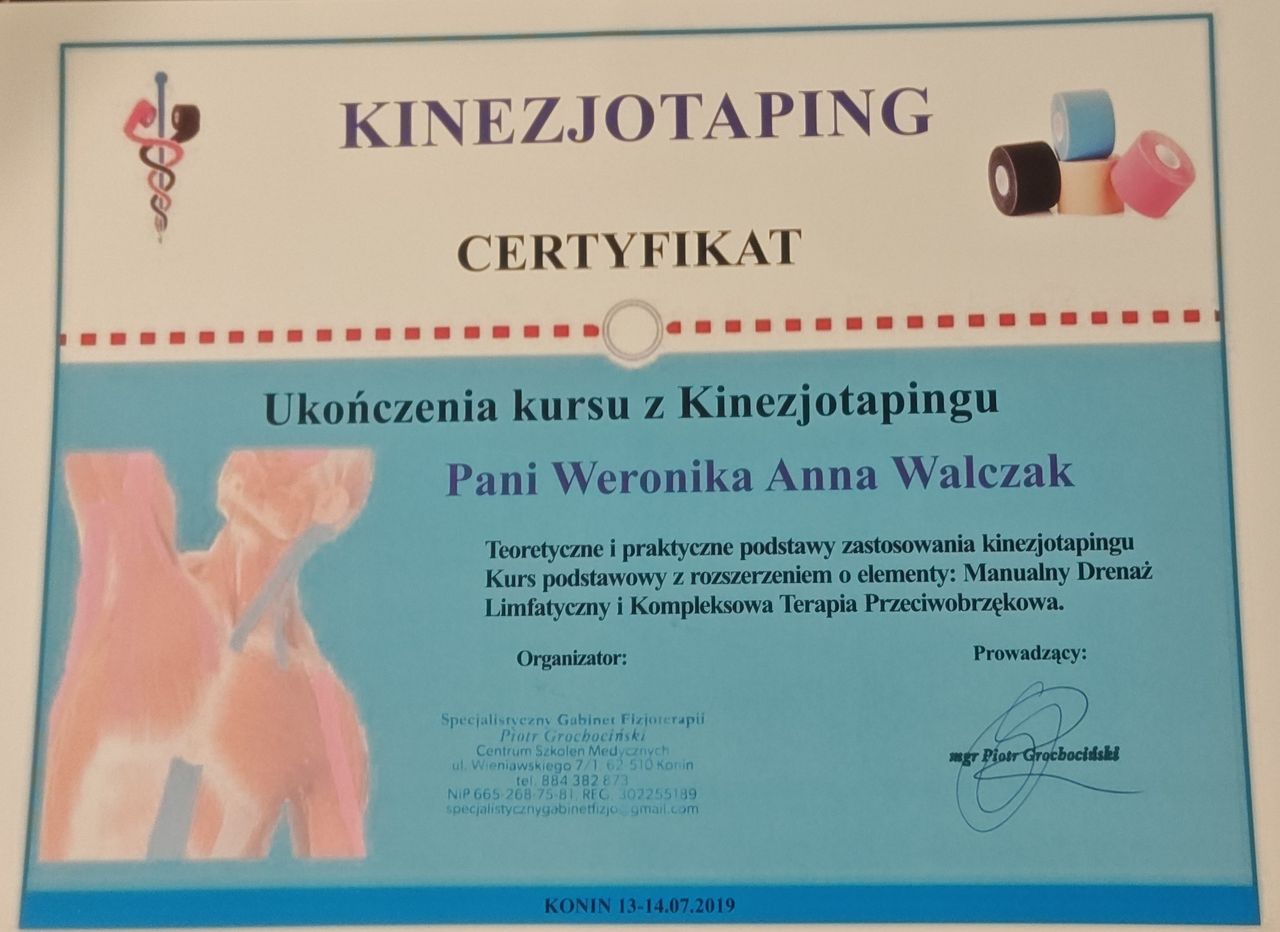 KINEZJOTAPING
CERTYFIKAT
Ukończenia kursu z Kinezjotapingu
Pani Weronika Anna Walczak
Teoretyczne i praktyczne podstawy zastosowania kinezjotapingu
Kurs podstawowy z rozszerzeniem o elementy: Manualny Drenaż
Limfatyczny i Kompleksowa Terapia Przeciwobrzękowa.
Organizator:
Prowadzący:
Specjalistyczny Gabinet Fizjoterapii
Piotr Grochociński
Centrum Szkoleń Medycznych
ul. Wieniawskiego 7/1, 62-510 Konin
tel. 884 382 873
NIP 665-268-75-81, REG. 302255189
specjalistycznygabinetfizjo@gmail.com
mgr Piotr Grochociński
KONIN 13-14.07.2019